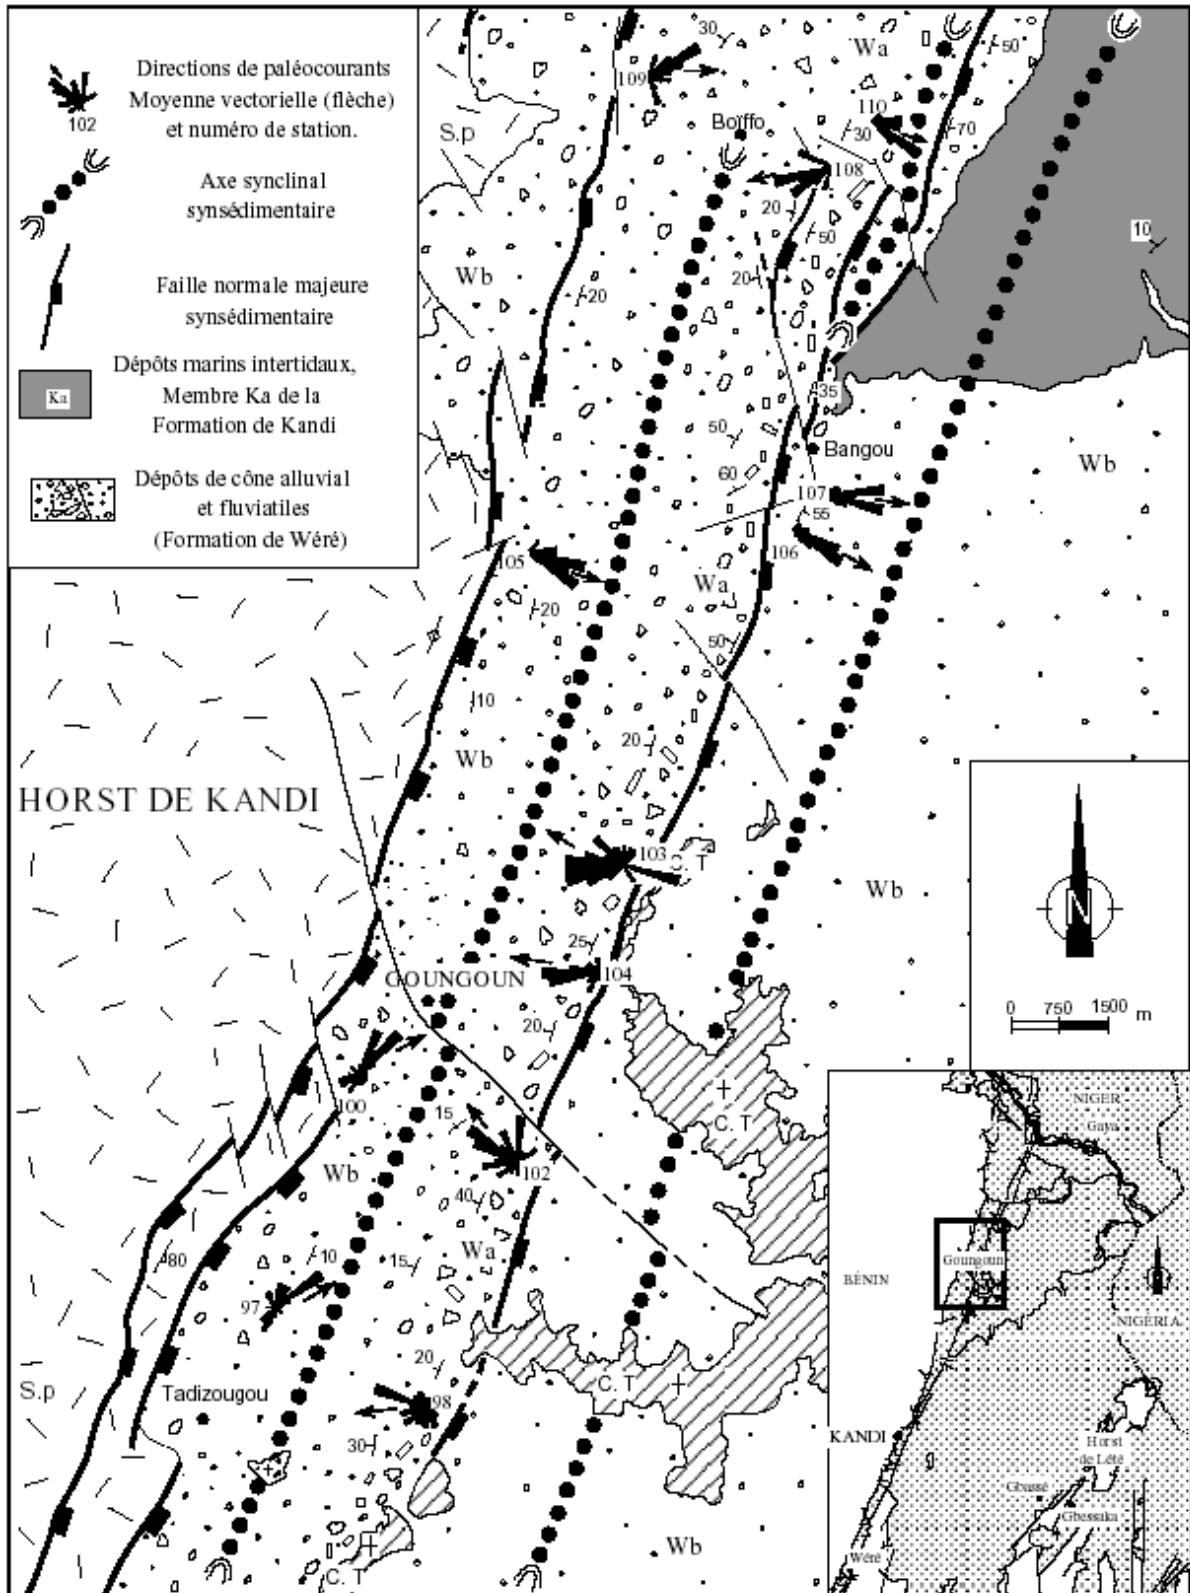 Directions de paléocourants
Moyenne vectorielle (flèche)
et numéro de station.
102
Axe synclinal
synsédimentaire
Faille normale majeure
synsédimentaire
Ka
Dépôts marins intertidaux,
Membre Ka de la
Formation de Kandi
Dépôts de cône alluvial
et fluviatiles
(Formation de Wéré)
30
Wa
50
109
110
Boïffo
30
70
S.p
108
20
50
10
Wb
20
20
35
50
Bangou
Wb
60
107
55
105
106
20
Wa
50
10
20
Wb
HORST DE KANDI
103
C. T
Wb
25
GOUNGOUN
104
0 750 1500 m
N
20
100
15
C. T
NIGER
Gaya
Wb
102
40
Wa
10
15
80
97
Goungoun
BÉNIN
NIGÉRIA
20
S.p
Tadizougou
C. T
98
30
KANDI
Horst
de Lété
Gbassé
Gbessaka
Wb
Wéré
C. T